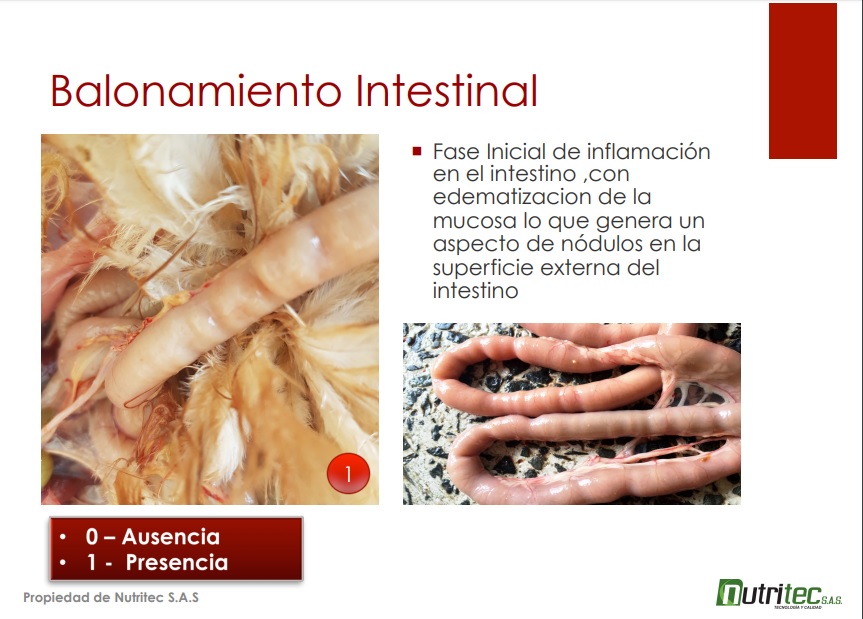 Balonamiento Intestinal
▪ Fase Inicial de inflamación
en el intestino ,con
edematizacion de la
mucosa lo que genera un
aspecto de nódulos en la
superficie externa del
intestino
1
• 0 – Ausencia
• 1 - Presencia
Propiedad de Nutritec S.A.S
nutritec S.A.S.
TECNOLOGÍA Y CALIDAD